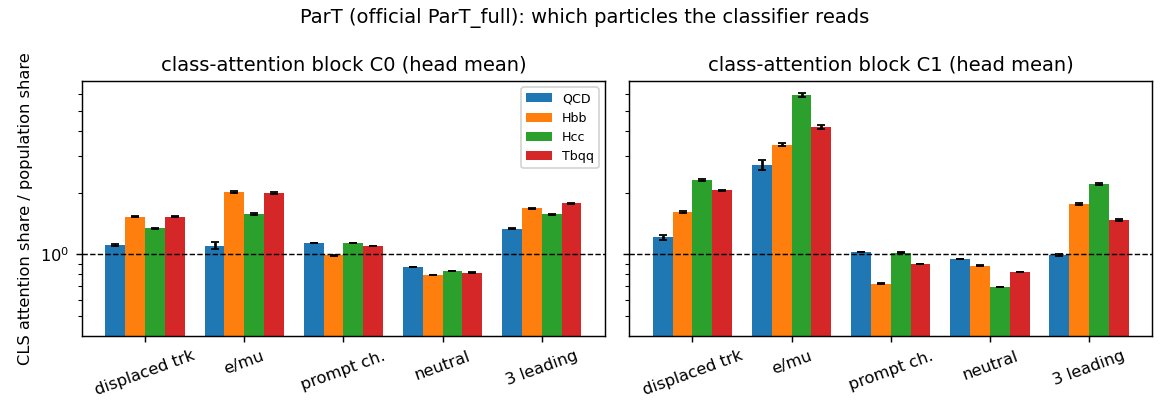 ParT (official ParT_full): which particles the classifier reads
class-attention block C0 (head mean)
class-attention block C1 (head mean)
CLS attention share / population share
10⁰
QCD
Hbb
Hcc
Tbqq
displaced trk
e/mu
prompt ch.
neutral
3 leading
displaced trk
e/mu
prompt ch.
neutral
3 leading